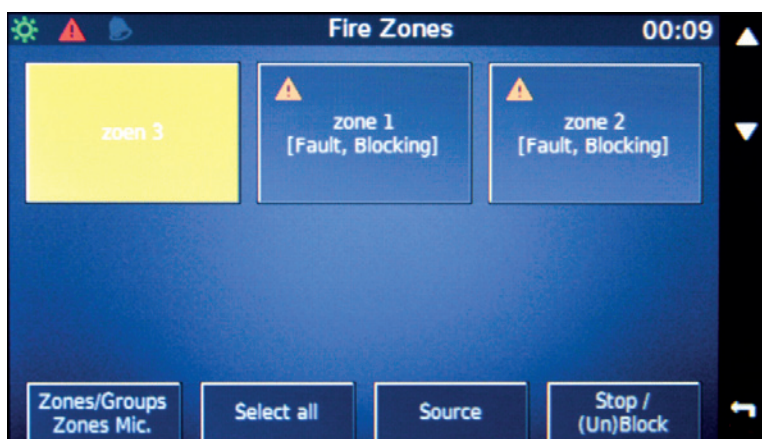 Fire Zones 00:09
zoen 3
zone 1
[Fault, Blocking]
zone 2
[Fault, Blocking]
Zones/Groups
Zones Mic.
Select all
Source
Stop /
(Un)Block